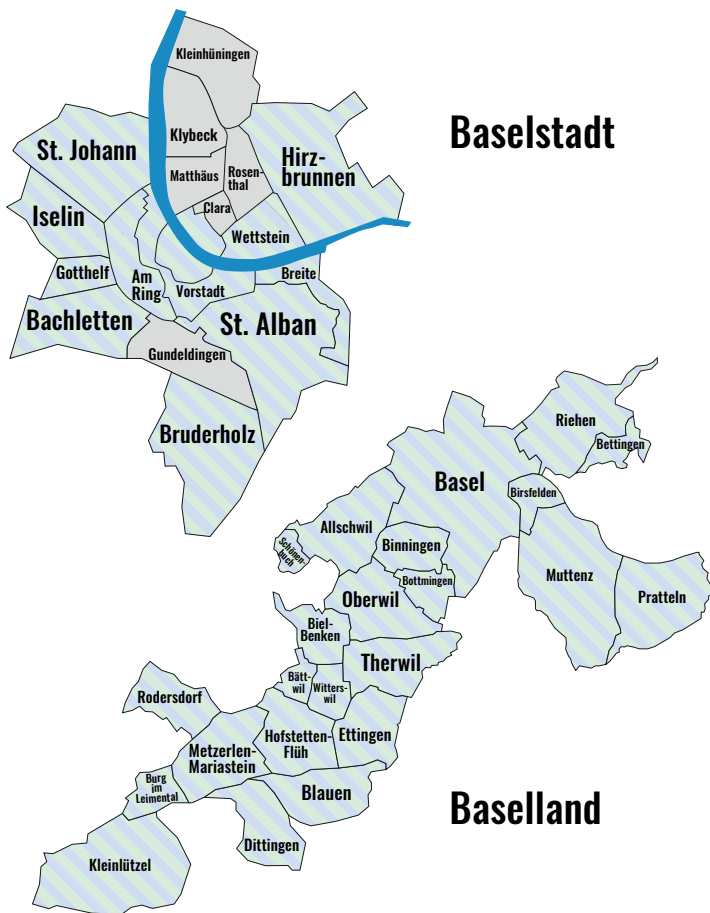 Kleinhüningen
Baselstadt
Klybeck
St. Johann
Hirz-
brunnen
Matthäus
Rosen-
thal
Clara
Iselin
Wettstein
Gotthelf
Am
Ring
Vorstadt
Breite
Bachletten
St. Alban
Gundeldingen
Bruderholz
Riehen
Bettingen
Basel
Birsfelden
Allschwil
Binningen
Schönen-
buch
Bottmingen
Muttenz
Pratteln
Oberwil
Biel-
Benken
Therwil
Bätt-
wil
Witters-
wil
Rodersdorf
Hofstetten-
Flüh
Ettingen
Metzerlen-
Mariastein
Burg
im
Leimental
Blauen
Baselland
Dittingen
Kleinlützel